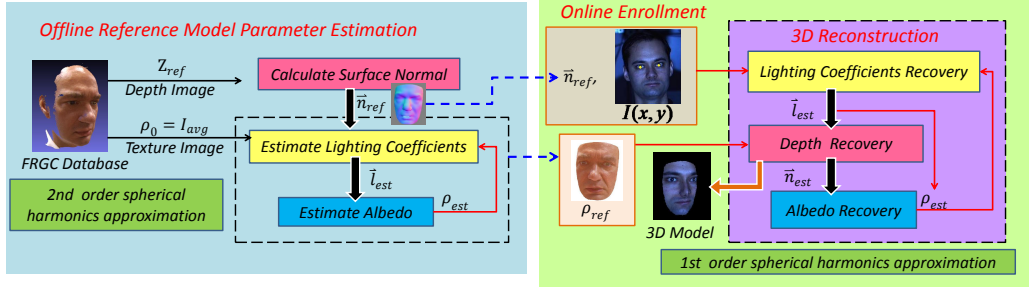 Offline Reference Model Parameter Estimation
Z_ref
Depth Image
Calculate Surface Normal
n⃗_ref
ρ_0 = I_avg
Texture Image
FRGC Database
Estimate Lighting Coefficients
l⃗_est
Estimate Albedo
ρ_est
2nd order spherical
harmonics approximation
Online Enrollment
n⃗_ref,
I(x, y)
ρ_ref
3D Model
3D Reconstruction
Lighting Coefficients Recovery
l⃗_est
Depth Recovery
n⃗_est
Albedo Recovery
ρ_est
1st order spherical harmonics approximation